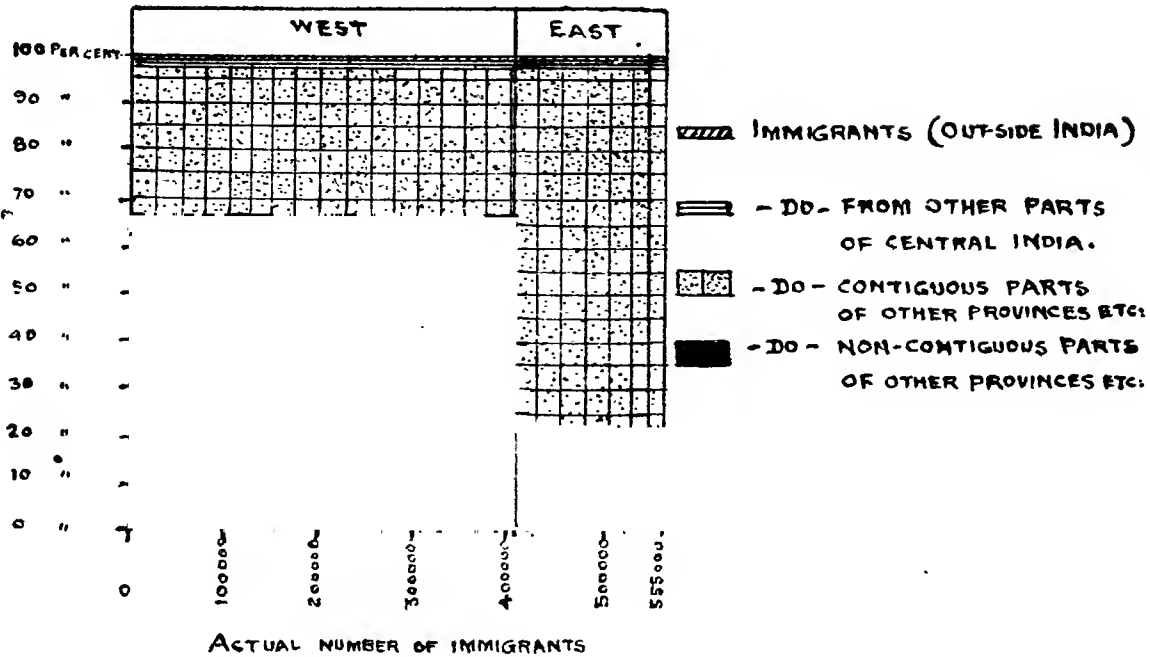 WEST EAST
100 PER CENT
90 "
80 "
70 "
60 "
50 "
40 "
30 "
20 "
10 "
0 "
0 100000 200000 300000 400000 500000 555000
ACTUAL NUMBER OF IMMIGRANTS
IMMIGRANTS (OUT-SIDE INDIA)
- DO - FROM OTHER PARTS
OF CENTRAL INDIA.
- DO - CONTIGUOUS PARTS
OF OTHER PROVINCES ETC:
- DO - NON-CONTIGUOUS PARTS
OF OTHER PROVINCES ETC: